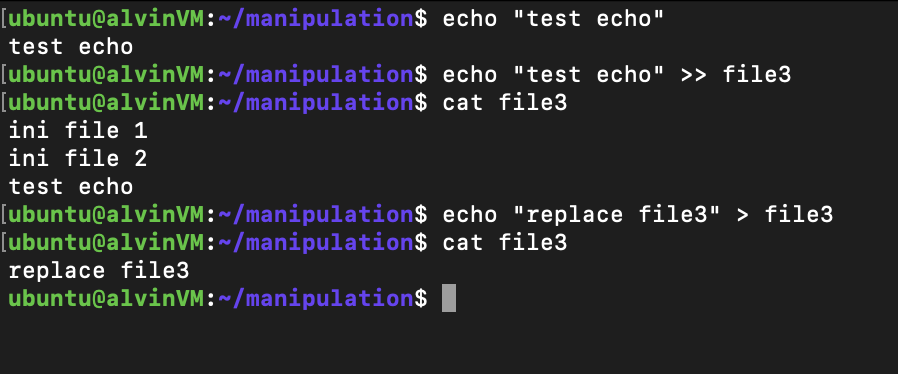 [ubuntu@alvinVM:~/manipulation$ echo "test echo"
test echo
[ubuntu@alvinVM:~/manipulation$ echo "test echo" >> file3
[ubuntu@alvinVM:~/manipulation$ cat file3
ini file 1
ini file 2
test echo
[ubuntu@alvinVM:~/manipulation$ echo "replace file3" > file3
[ubuntu@alvinVM:~/manipulation$ cat file3
replace file3
ubuntu@alvinVM:~/manipulation$